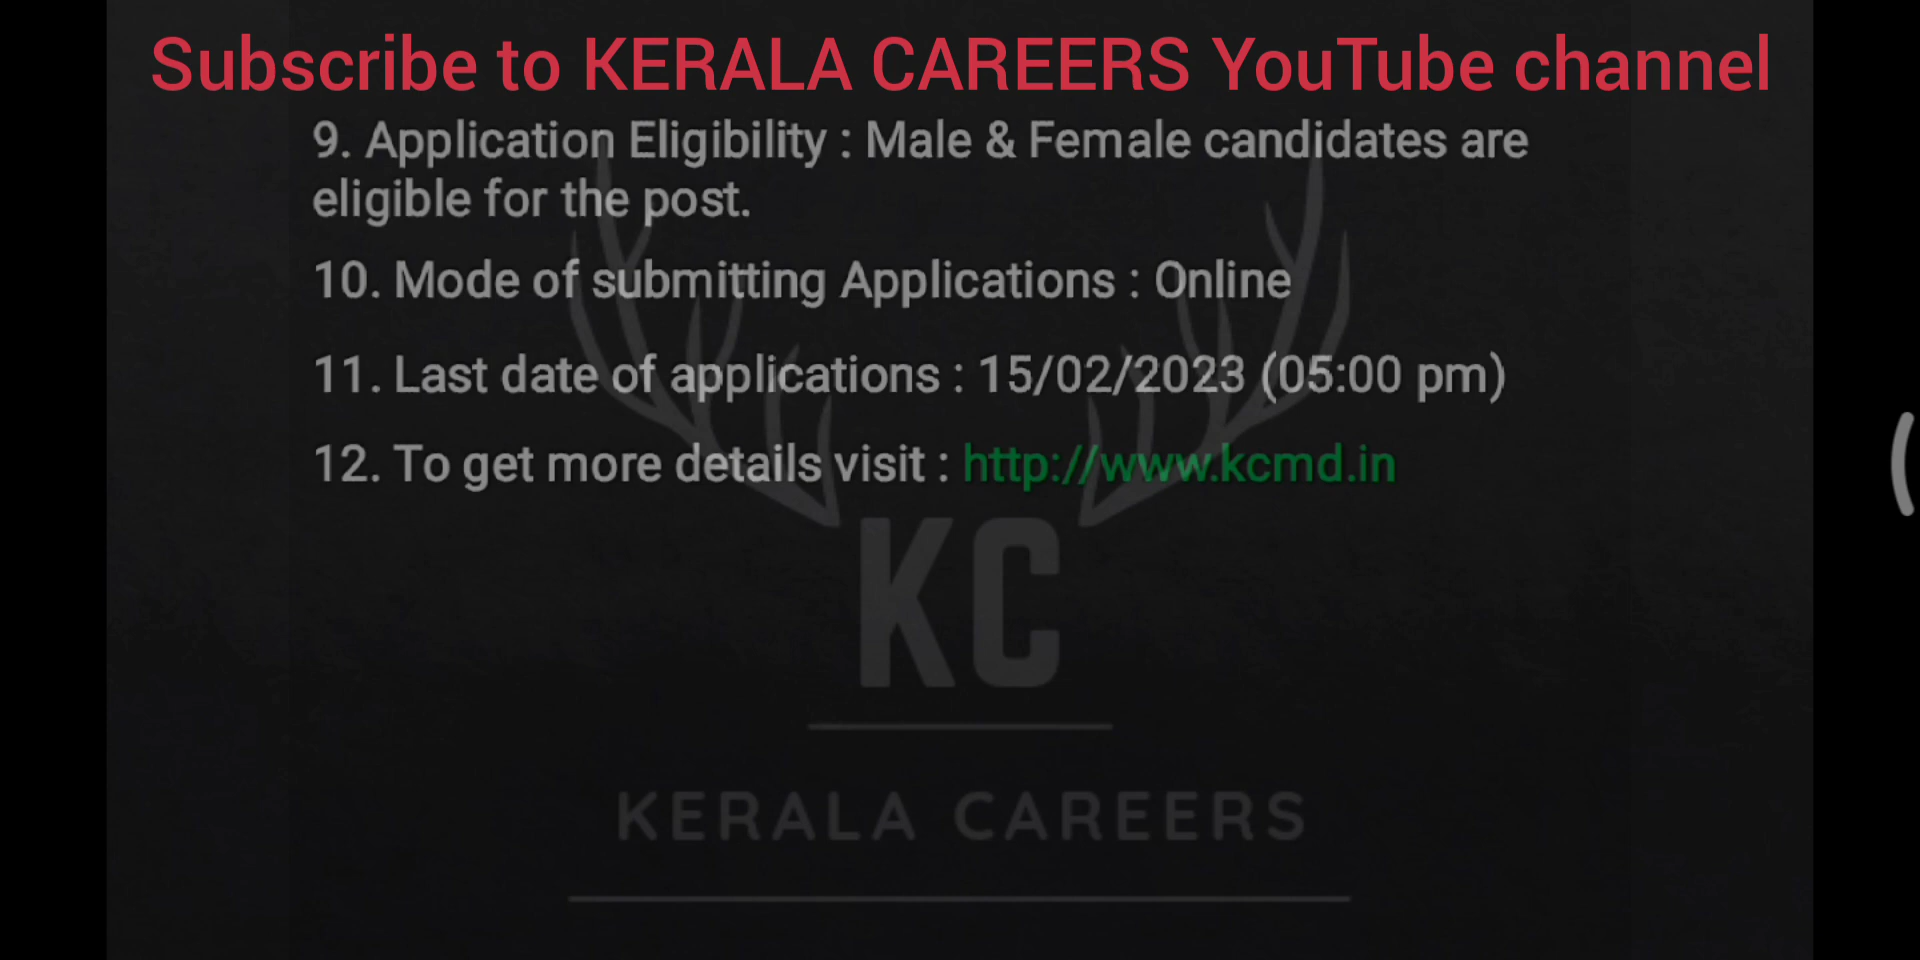 Subscribe to KERALA CAREERS YouTube channel
9. Application Eligibility : Male & Female candidates are
eligible for the post.
10. Mode of submitting Applications : Online
11. Last date of applications : 15/02/2023 (05:00 pm)
12. To get more details visit : http://www.kcmd.in
KC
KERALA CAREERS